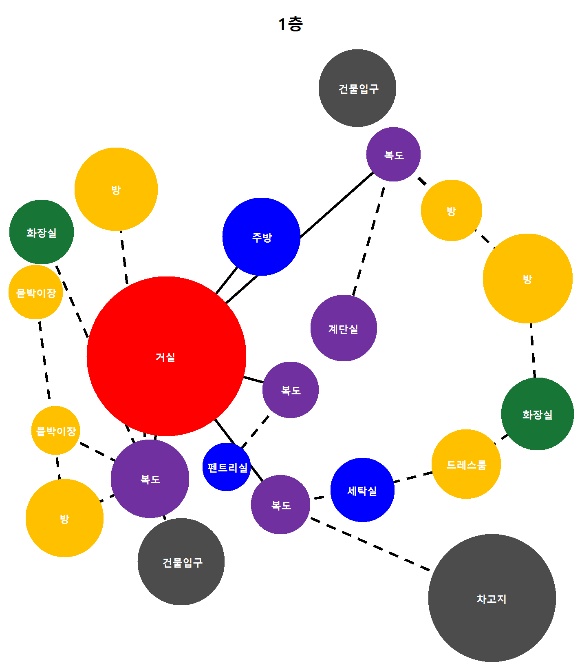 1층
건물입구
복도
방
방
화장실
주방
방
붙박이장
계단실
거실
복도
화장실
붙박이장
드레스룸
펜트리실
복도
세탁실
복도
방
건물입구
차고지